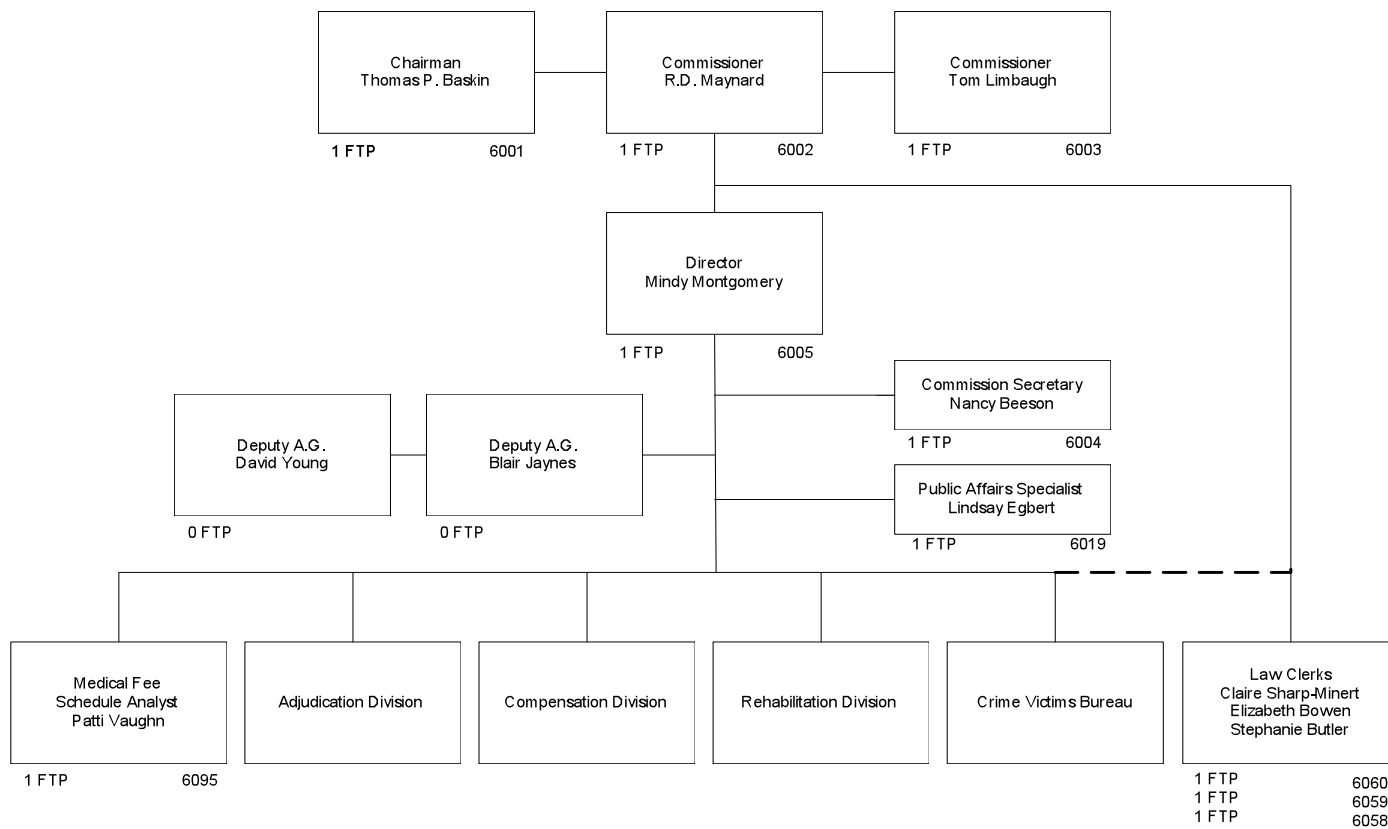 Chairman
Thomas P. Baskin
Commissioner
R.D. Maynard
Commissioner
Tom Limbaugh
1 FTP 6001
1 FTP 6002
1 FTP 6003
Director
Mindy Montgomery
1 FTP 6005
Commission Secretary
Nancy Beeson
1 FTP 6004
Deputy A.G.
David Young
0 FTP
Deputy A.G.
Blair Jaynes
0 FTP
Public Affairs Specialist
Lindsay Egbert
1 FTP 6019
Medical Fee
Schedule Analyst
Patti Vaughn
1 FTP 6095
Adjudication Division
Compensation Division
Rehabilitation Division
Crime Victims Bureau
Law Clerks
Claire Sharp-Minert
Elizabeth Bowen
Stephanie Butler
1 FTP 6060
1 FTP 6059
1 FTP 6058